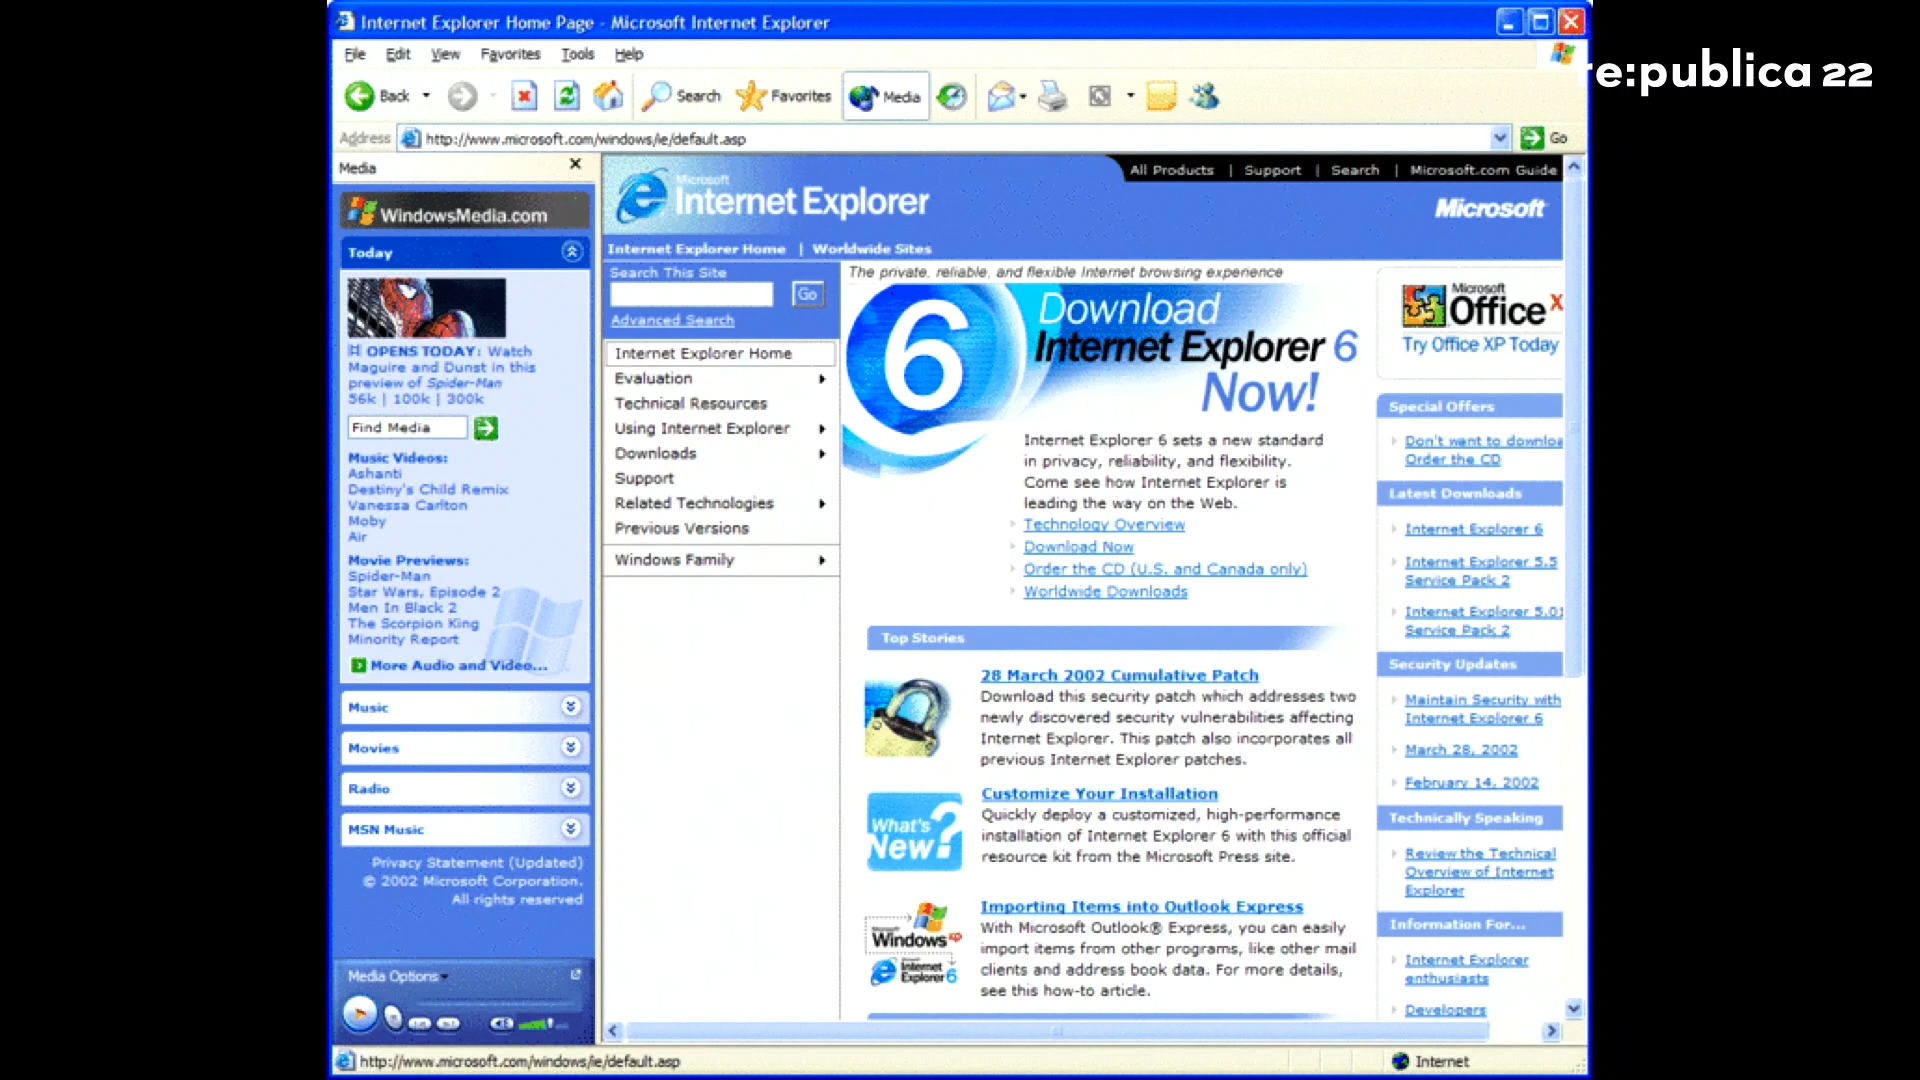 Internet Explorer Home Page - Microsoft Internet Explorer
re:publica 22
File Edit View Favorites Tools Help
Back Search Favorites Media
Address http://www.microsoft.com/windows/ie/default.asp Go
Media
WindowsMedia.com
Today
OPENS TODAY: Watch
Maguire and Dunst in this
preview of Spider-Man
56k | 100k | 300k
Find Media
Music Videos:
Ashanti
Destiny's Child Remix
Vanessa Carlton
Moby
Air
Movie Previews:
Spider-Man
Star Wars, Episode 2
Men In Black 2
The Scorpion King
Minority Report
More Audio and Video...
Music
Movies
Radio
MSN Music
Privacy Statement (Updated)
© 2002 Microsoft Corporation.
All rights reserved
Media Options
All Products | Support | Search | Microsoft.com Guide
Microsoft
Internet Explorer
Microsoft
Internet Explorer Home | Worldwide Sites
Search This Site
Go
Advanced Search
Internet Explorer Home
Evaluation
Technical Resources
Using Internet Explorer
Downloads
Support
Related Technologies
Previous Versions
Windows Family
The private, reliable, and flexible Internet browsing experience
6
Download
Internet Explorer 6
Now!
Internet Explorer 6 sets a new standard
in privacy, reliability, and flexibility.
Come see how Internet Explorer is
leading the way on the Web.
Technology Overview
Download Now
Order the CD (U.S. and Canada only)
Worldwide Downloads
Top Stories
28 March 2002 Cumulative Patch
Download this security patch which addresses two
newly discovered security vulnerabilities affecting
Internet Explorer. This patch also incorporates all
previous Internet Explorer patches.
What's
New?
Customize Your Installation
Quickly deploy a customized, high-performance
installation of Internet Explorer 6 with this official
resource kit from the Microsoft Press site.
Microsoft
Windows xp
Internet
Explorer 6
Importing Items into Outlook Express
With Microsoft Outlook® Express, you can easily
import items from other programs, like other mail
clients and address book data. For more details,
see this how-to article.
Microsoft
Office X
Try Office XP Today
Special Offers
Don't want to downloa
Order the CD
Latest Downloads
Internet Explorer 6
Internet Explorer 5.5
Service Pack 2
Internet Explorer 5.01
Service Pack 2
Security Updates
Maintain Security with
Internet Explorer 6
March 28, 2002
February 14, 2002
Technically Speaking
Review the Technical
Overview of Internet
Explorer
Information For...
Internet Explorer
enthusiasts
Developers
http://www.microsoft.com/windows/ie/default.asp
Internet